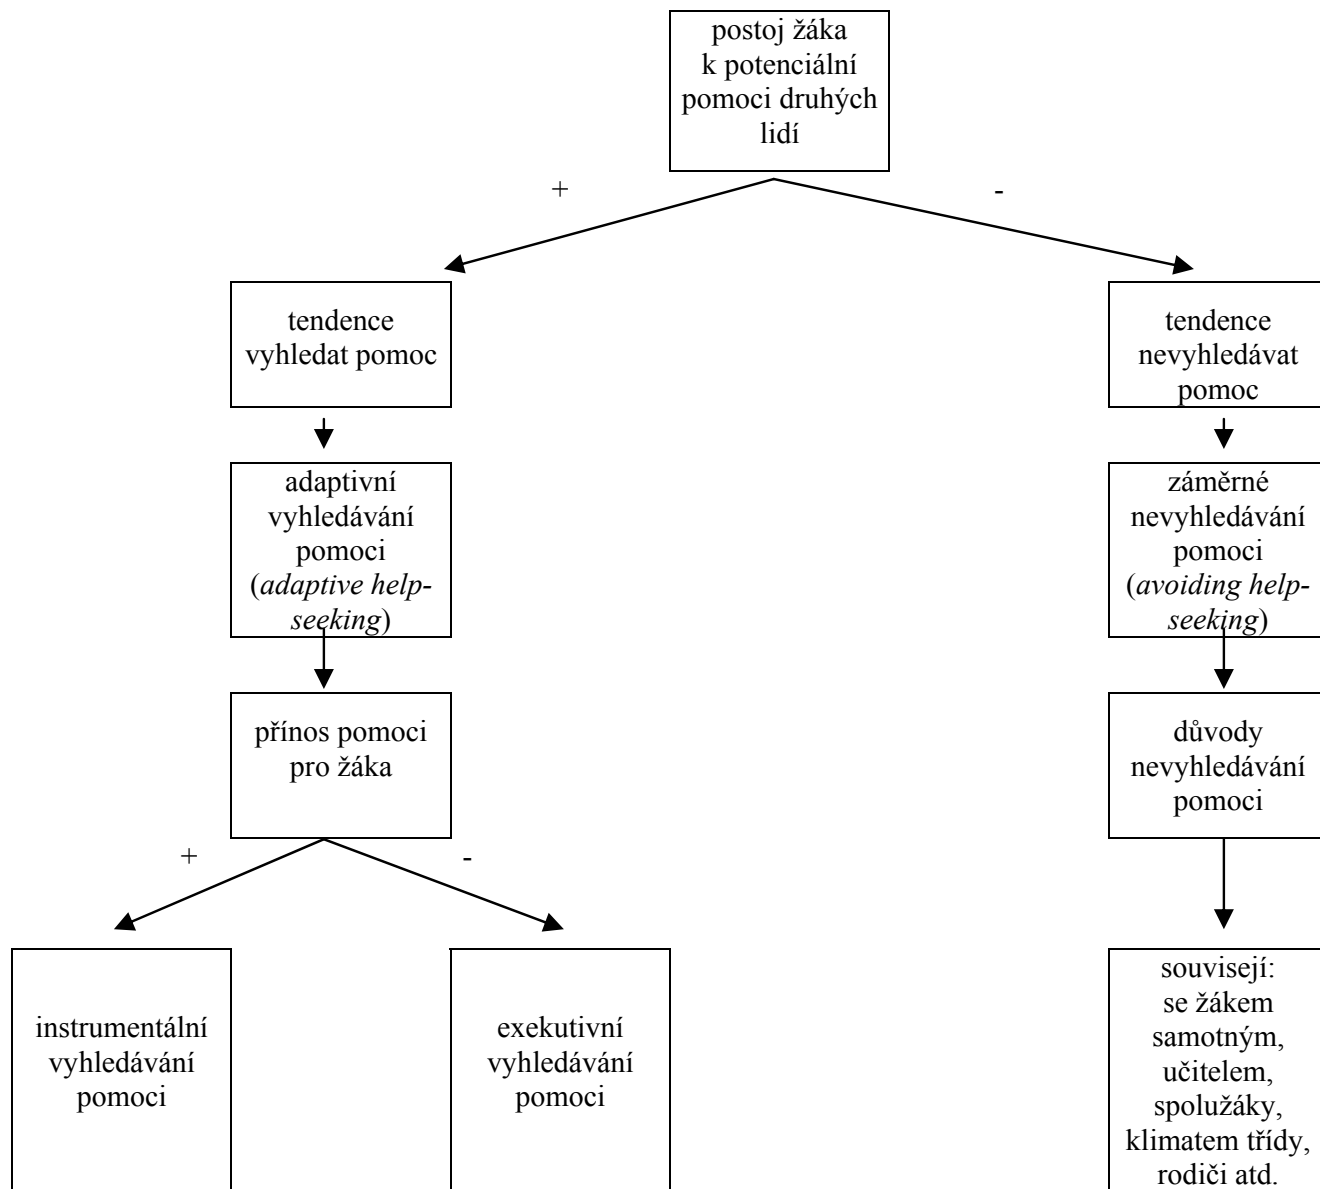 postoj žáka
k potenciální
pomoci druhých
lidí
+
-
tendence
vyhledat pomoc
tendence
nevyhledávat
pomoc
adaptivní
vyhledávání
pomoci
(adaptive help-
seeking)
záměrné
nevyhledávání
pomoci
(avoiding help-
seeking)
přínos pomoci
pro žáka
důvody
nevyhledávání
pomoci
+
-
instrumentální
vyhledávání
pomoci
exekutivní
vyhledávání
pomoci
souvisejí:
se žákem
samotným,
učitelem,
spolužáky,
klimatem třídy,
rodiči atd.